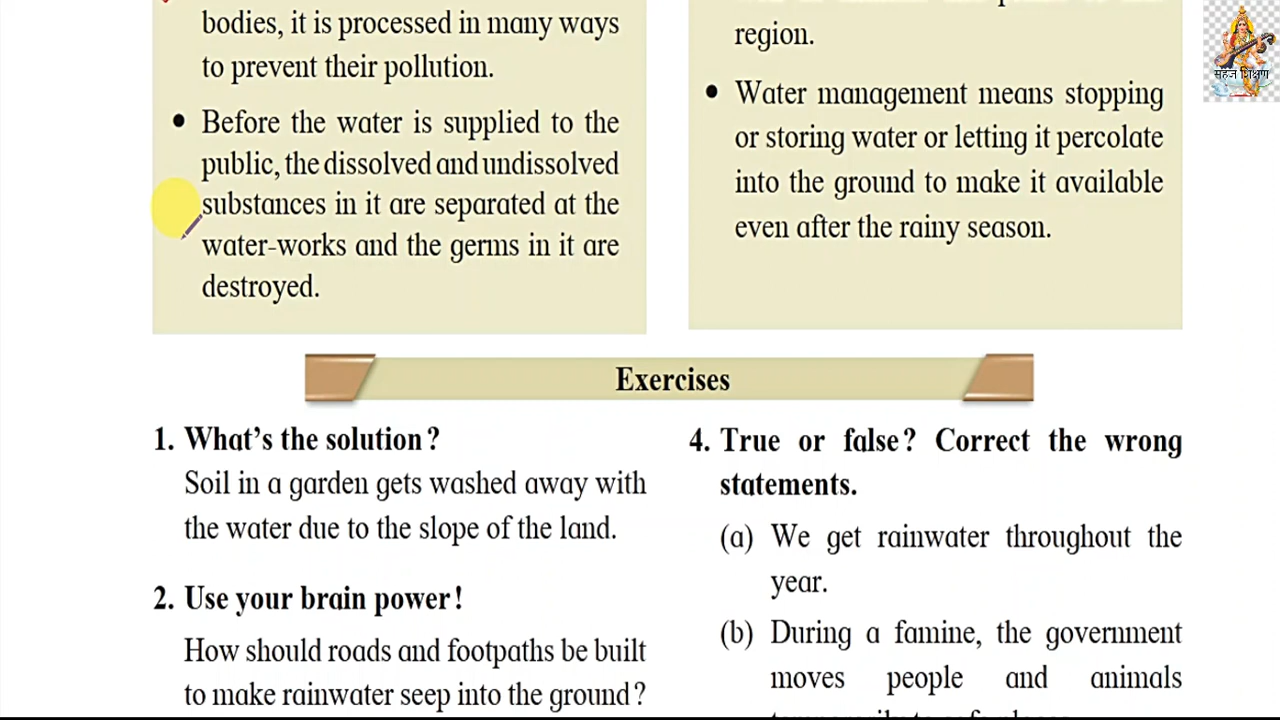 bodies, it is processed in many ways
to prevent their pollution.
• Before the water is supplied to the
public, the dissolved and undissolved
substances in it are separated at the
water-works and the germs in it are
destroyed.
region.
• Water management means stopping
or storing water or letting it percolate
into the ground to make it available
even after the rainy season.
सहज शिक्षण
Exercises
1. What's the solution?
Soil in a garden gets washed away with
the water due to the slope of the land.
2. Use your brain power!
How should roads and footpaths be built
to make rainwater seep into the ground?
4. True or false? Correct the wrong
statements.
(a) We get rainwater throughout the
year.
(b) During a famine, the government
moves people and animals